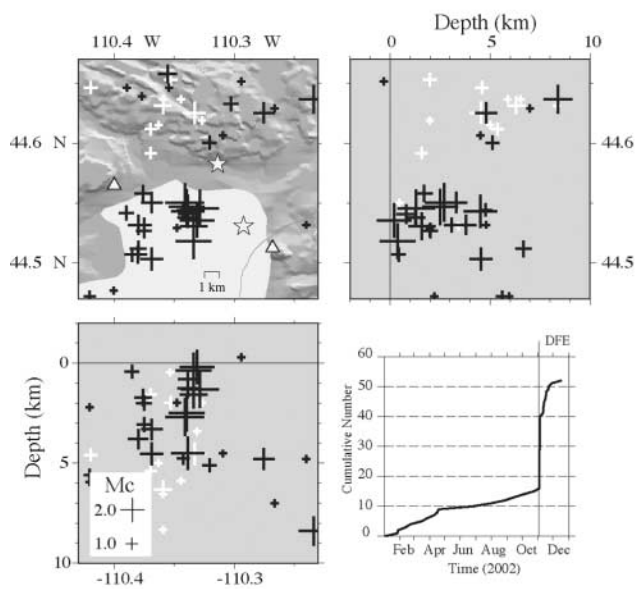 110.4 W 110.3 W
Depth (km)
0 5 10
44.6 N
44.5 N
1 km
44.6
44.5
0
5
10
Depth (km)
Mc
2.0
1.0
-110.4 -110.3
DFE
60
50
40
30
20
10
0
Cumulative Number
Feb Apr Jun Aug Oct Dec
Time (2002)